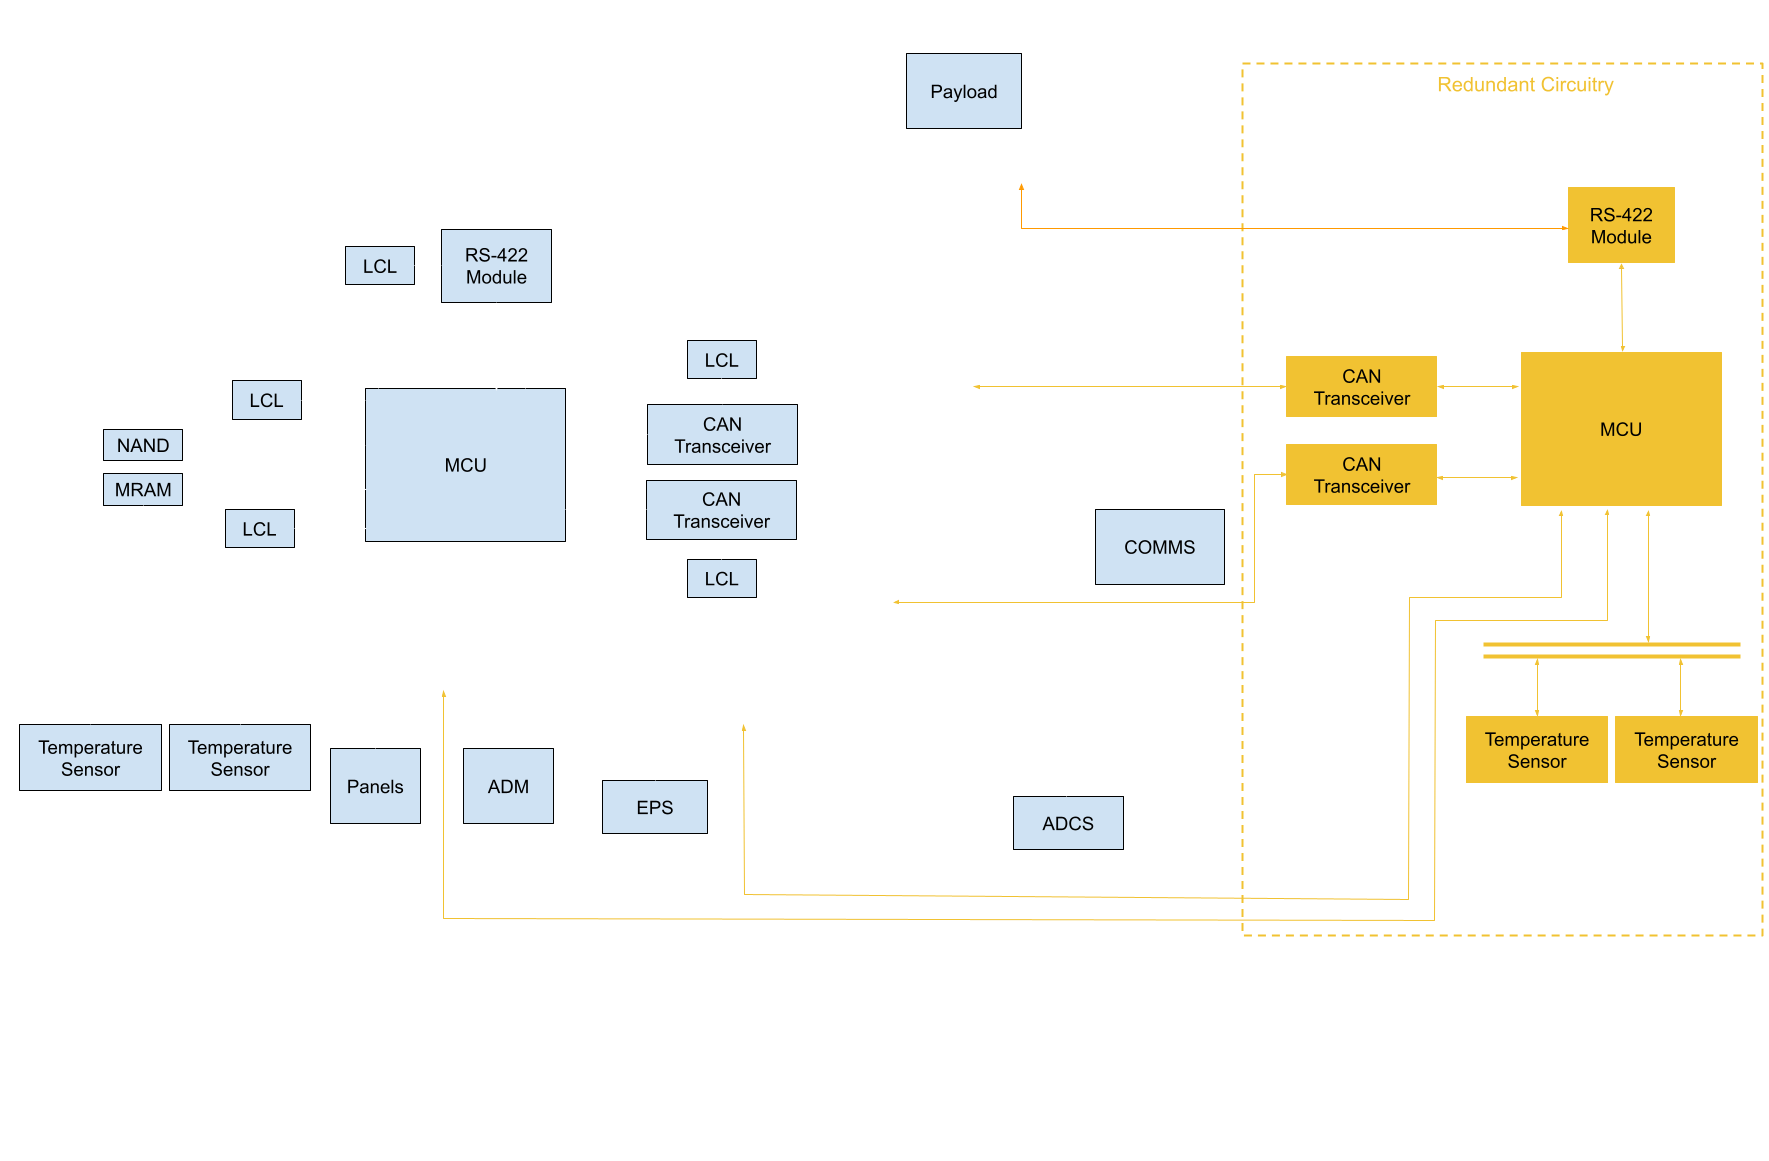 Payload
Redundant Circuitry
RS-422
Module
LCL
RS-422
Module
LCL
CAN
Transceiver
MCU
LCL
CAN
Transceiver
NAND
MCU
MRAM
CAN
Transceiver
CAN
Transceiver
LCL
COMMS
LCL
Temperature
Sensor
Temperature
Sensor
Panels
ADM
EPS
ADCS
Temperature
Sensor
Temperature
Sensor